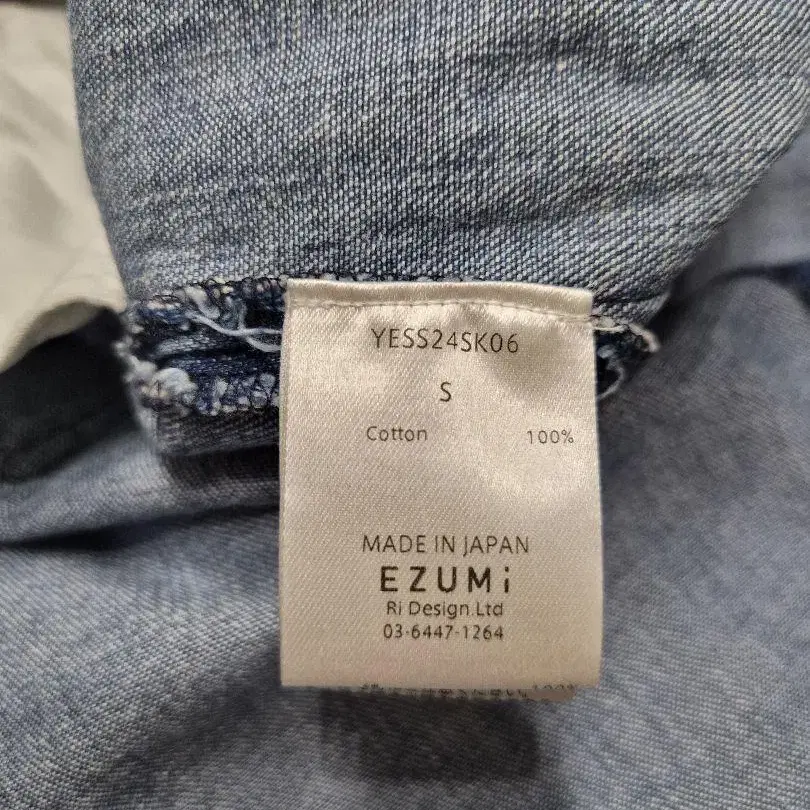 YESS24SK06
S
Cotton 100%
MADE IN JAPAN
EZUMi
Ri Design.Ltd
03-6447-1264